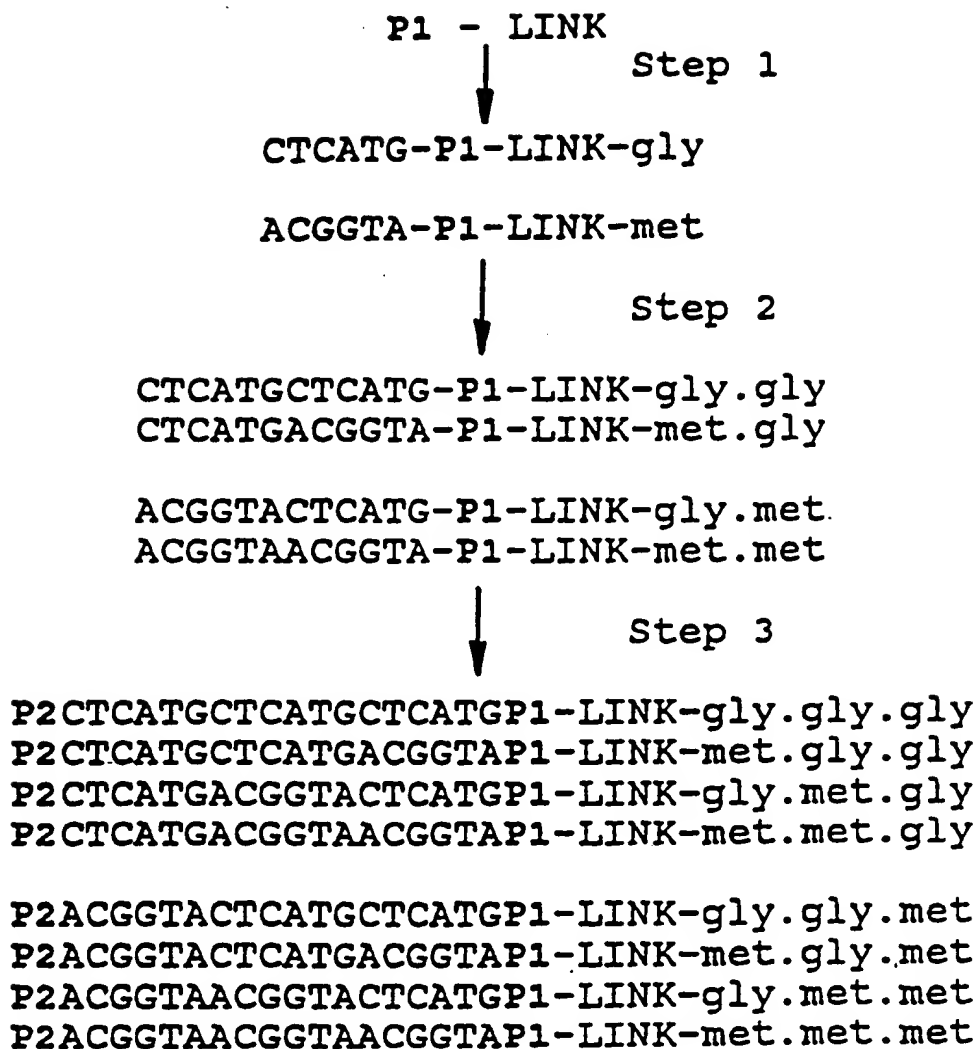 P1 - LINK
Step 1
CTCATG-P1-LINK-gly
ACGGTA-P1-LINK-met
Step 2
CTCATGCTCATG-P1-LINK-gly.gly
CTCATGACGGTA-P1-LINK-met.gly
ACGGTACTCATG-P1-LINK-gly.met
ACGGTAACGGTA-P1-LINK-met.met
Step 3
P2CTCATGCTCATGCTCATGP1-LINK-gly.gly.gly
P2CTCATGCTCATGACGGTAP1-LINK-met.gly.gly
P2CTCATGACGGTACTCATGP1-LINK-gly.met.gly
P2CTCATGACGGTAACGGTAP1-LINK-met.met.gly
P2ACGGTACTCATGCTCATGP1-LINK-gly.gly.met
P2ACGGTACTCATGACGGTAP1-LINK-met.gly.met
P2ACGGTAACGGTACTCATGP1-LINK-gly.met.met
P2ACGGTAACGGTAACGGTAP1-LINK-met.met.met